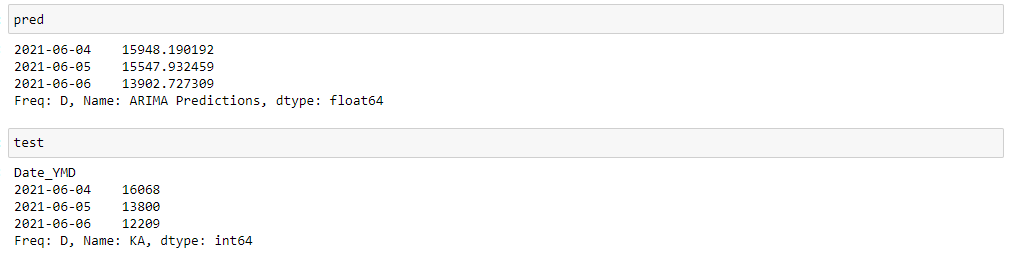 pred
2021-06-04    15948.190192
2021-06-05    15547.932459
2021-06-06    13902.727309
Freq: D, Name: ARIMA Predictions, dtype: float64
test
Date_YMD
2021-06-04    16068
2021-06-05    13800
2021-06-06    12209
Freq: D, Name: KA, dtype: int64